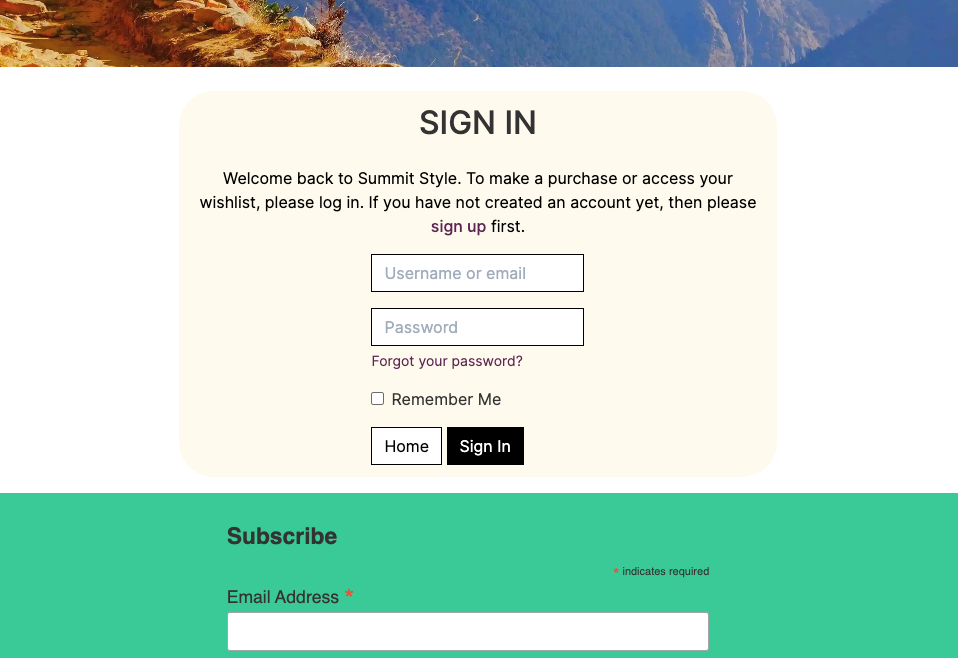 SIGN IN
Welcome back to Summit Style. To make a purchase or access your
wishlist, please log in. If you have not created an account yet, then please
sign up first.
Username or email
Password
Forgot your password?
Remember Me
Home Sign In
Subscribe
* indicates required
Email Address *